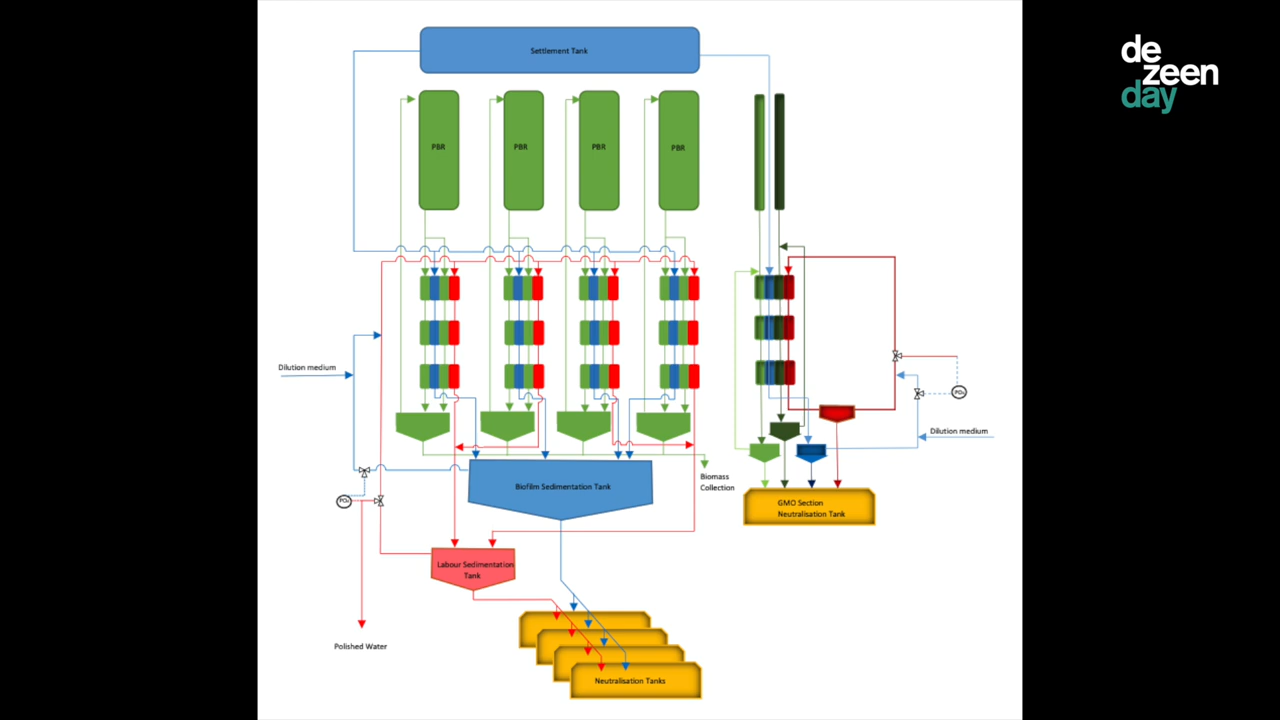 de
zeen
day
Settlement Tank
PBR
PBR
PBR
PBR
Dilution medium
PO₄
Dilution medium
Biomass
Collection
Biofilm Sedimentation Tank
GMO Section
Neutralisation Tank
PO₄
Labour Sedimentation
Tank
Polished Water
Neutralisation Tanks